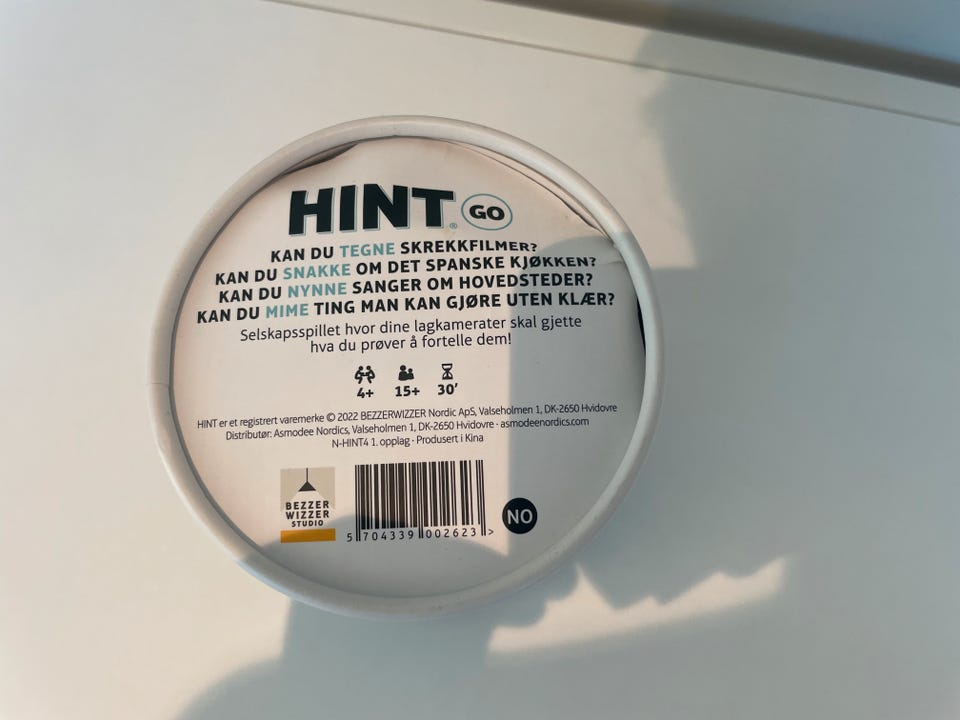 HINT® GO
KAN DU TEGNE SKREKKFILMER?
KAN DU SNAKKE OM DET SPANSKE KJØKKEN?
KAN DU NYNNE SANGER OM HOVEDSTEDER?
KAN DU MIME TING MAN KAN GJØRE UTEN KLÆR?
Selskapsspillet hvor dine lagkamerater skal gjette
hva du prøver å fortelle dem!
4+ 15+ 30'
HINT er et registrert varemerke © 2022 BEZZERWIZZER Nordic ApS, Valseholmen 1, DK-2650 Hvidovre
Distributør: Asmodee Nordics, Valseholmen 1, DK-2650 Hvidovre · asmodeenordics.com
N-HINT4 1. opplag · Produsert i Kina
BEZZER
WIZZER
STUDIO
5 704339 002623 >
NO